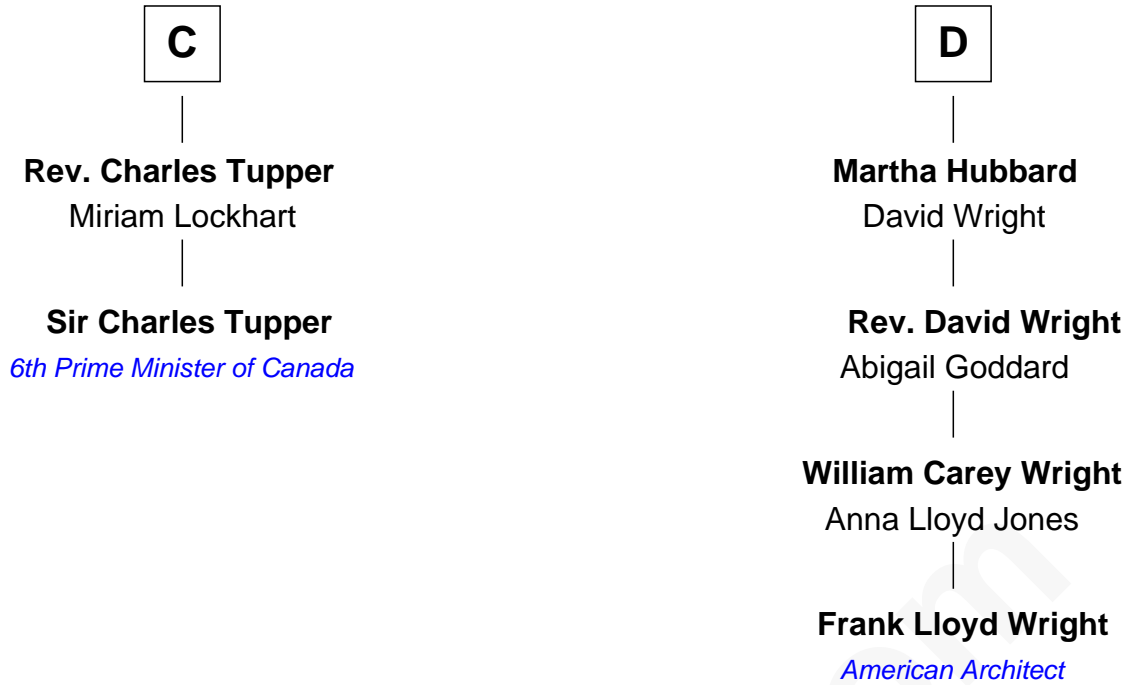 C
Rev. Charles Tupper
Miriam Lockhart
Sir Charles Tupper
6th Prime Minister of Canada
D
Martha Hubbard
David Wright
Rev. David Wright
Abigail Goddard
William Carey Wright
Anna Lloyd Jones
Frank Lloyd Wright
American Architect